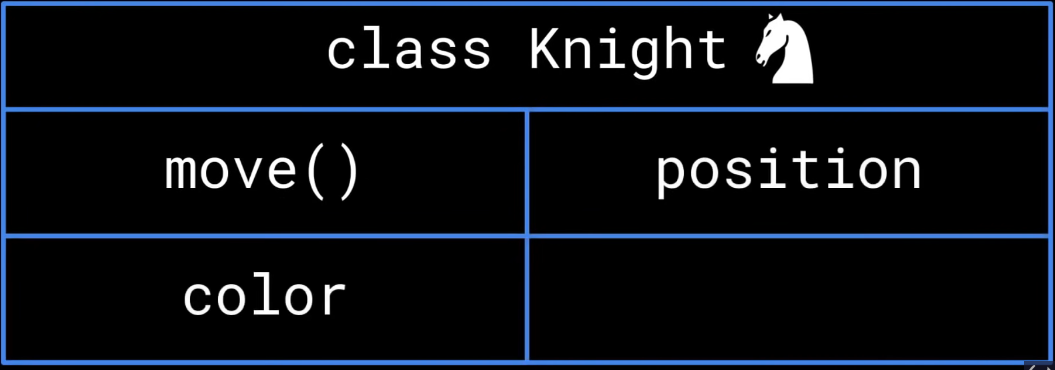 class Knight
move()
position
color